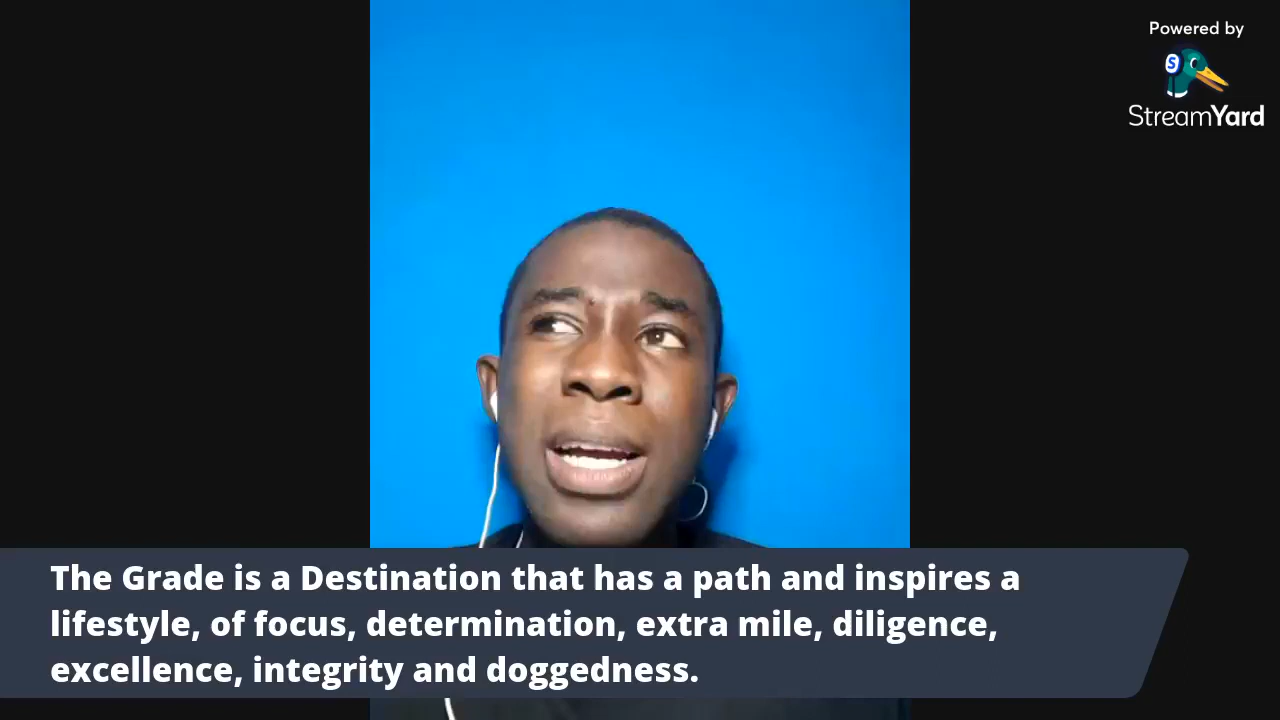 Powered by
StreamYard
The Grade is a Destination that has a path and inspires a
lifestyle, of focus, determination, extra mile, diligence,
excellence, integrity and doggedness.